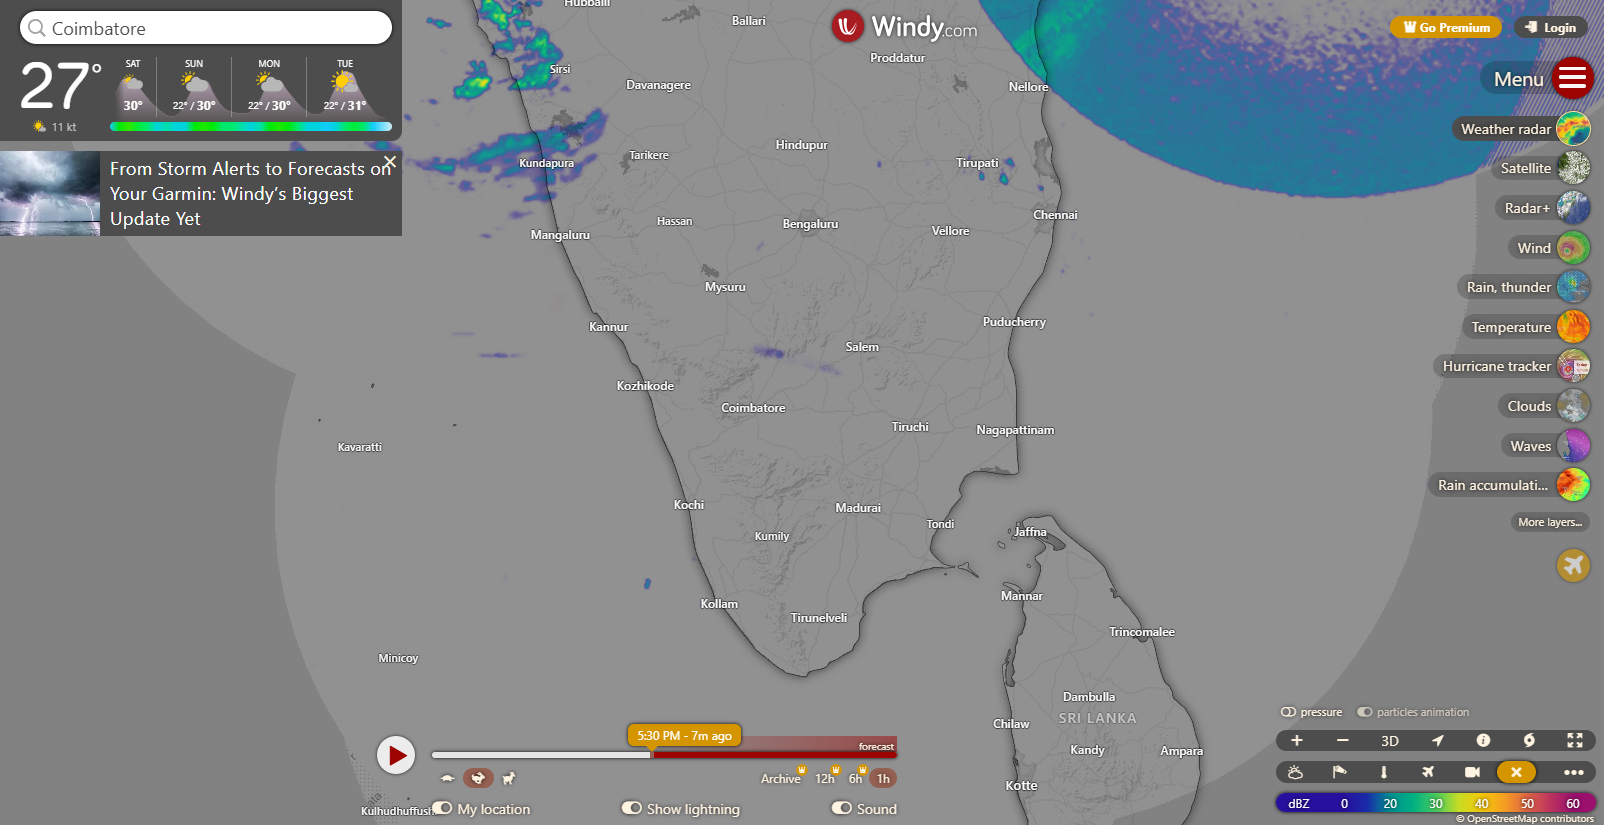 Coimbatore
27°
11 kt
SAT SUN MON TUE
30° 22° / 30° 22° / 30° 22° / 31°
From Storm Alerts to Forecasts on
Your Garmin: Windy’s Biggest
Update Yet
Windy.com
Go Premium
Login
Menu
Weather radar
Satellite
Radar+
Wind
Rain, thunder
Temperature
Hurricane tracker
Clouds
Waves
Rain accumulati...
More layers...
Hubballi
Ballari
Proddatur
Sirsi
Davanagere
Nellore
Hindupur
Tarikere
Kundapura
Tirupati
Hassan
Chennai
Bengaluru
Mangaluru
Vellore
Mysuru
Puducherry
Kannur
Salem
Kozhikode
Coimbatore
Tiruchi
Nagapattinam
Kavaratti
Kochi
Madurai
Tondi
Jaffna
Kumily
Mannar
Kollam
Tirunelveli
Trincomalee
Minicoy
Dambulla
SRI LANKA
Chilaw
Kandy
Ampara
Kotte
Kulhudhuffushi
5:30 PM - 7m ago
forecast
Archive 12h 6h 1h
My location
Show lightning
Sound
pressure
particles animation
3D
dBZ 0 20 30 40 50 60
© OpenStreetMap contributors